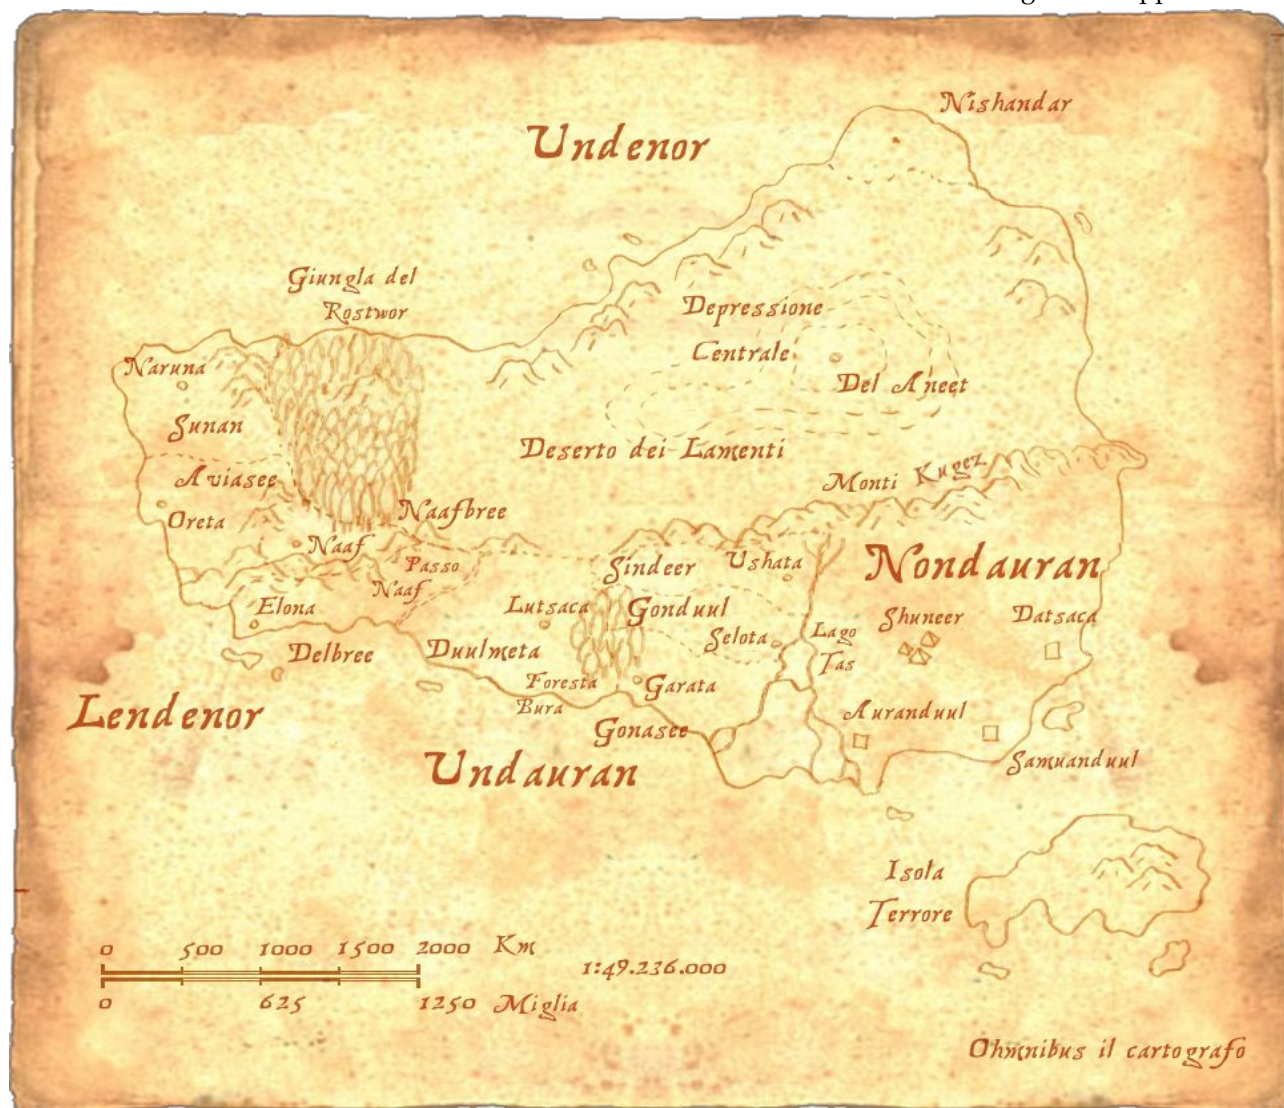 Nishandar
Undenor
Giungla del
Rostwor
Depressione
Centrale
Naruna
Del Aneet
Sunan
Deserto dei Lamenti
Aviasee
Monti Kugez
Oreta
Naafbree
Naaf
Passo
Naaf
Sindeer
Ushata
Nondauran
Elona
Lutsaca
Gonduul
Shuneer
Datsaca
Selota
Lago
Tas
Delbree
Duulmeta
Foresta
Bura
Garata
Lendenor
Auranduul
Gonasee
Samuanduul
Undauran
Isola
Terrore
0 500 1000 1500 2000 Km
1:49.236.000
0 625 1250 Miglia
Ohmnibus il cartografo